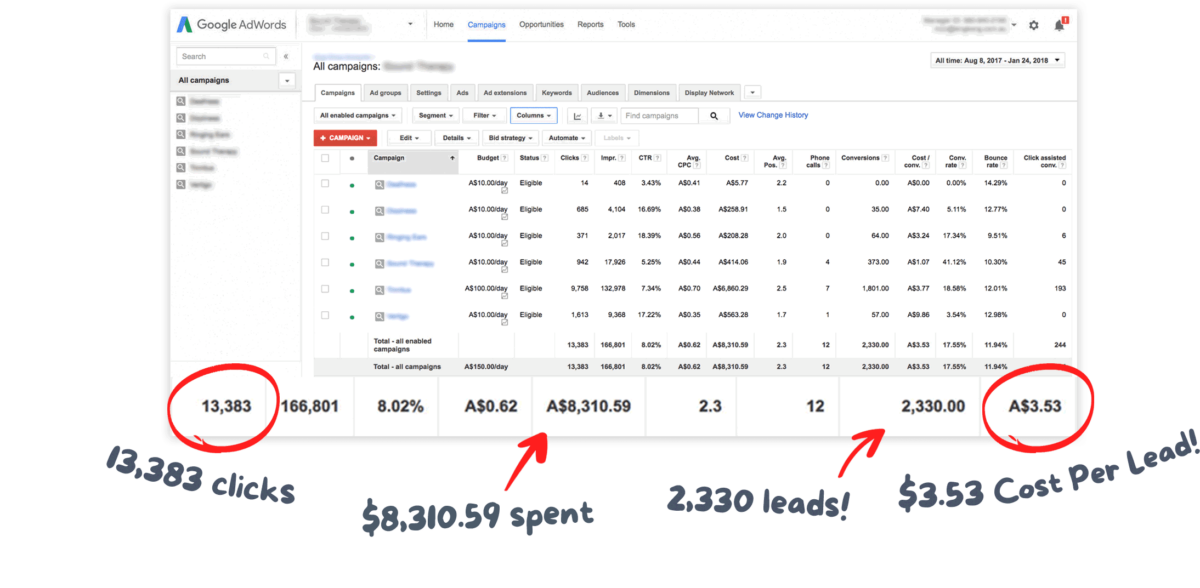 Google AdWords
Home Campaigns Opportunities Reports Tools
1
Search «
All campaigns
All campaigns:
All time: Aug 8, 2017 - Jan 24, 2018
Campaigns Ad groups Settings Ads Ad extensions Keywords Audiences Dimensions Display Network
All enabled campaigns Segment Filter Columns Find campaigns View Change History
+ CAMPAIGN Edit Details Bid strategy Automate Labels
Campaign Budget ? Status ? Clicks ? Impr. ? CTR ? Avg. CPC ? Cost ? Avg. Pos. ? Phone calls ? Conversions ? Cost / conv. ? Conv. rate ? Bounce rate ? Click assisted conv. ?
A$10.00/day Eligible 14 408 3.43% A$0.41 A$5.77 2.2 0 0.00 A$0.00 0.00% 14.29% 0
A$10.00/day Eligible 685 4,104 16.69% A$0.38 A$258.91 1.5 0 35.00 A$7.40 5.11% 12.77% 0
A$10.00/day Eligible 371 2,017 18.39% A$0.56 A$208.28 2.0 0 64.00 A$3.24 17.34% 9.51% 6
A$10.00/day Eligible 942 17,926 5.25% A$0.44 A$414.06 1.9 4 373.00 A$1.07 41.12% 10.30% 45
A$100.00/day Eligible 9,758 132,978 7.34% A$0.70 A$6,860.29 2.5 7 1,801.00 A$3.77 18.58% 12.01% 193
A$10.00/day Eligible 1,613 9,368 17.22% A$0.35 A$563.28 1.7 1 57.00 A$9.86 3.54% 12.98% 0
Total - all enabled campaigns 13,383 166,801 8.02% A$0.62 A$8,310.59 2.3 12 2,330.00 A$3.53 17.55% 11.94% 244
Total - all campaigns A$150.00/day 13,383 166,801 8.02% A$0.62 A$8,310.59 2.3 12 2,330.00 A$3.53 17.55% 11.94%
13,383 166,801 8.02% A$0.62 A$8,310.59 2.3 12 2,330.00 A$3.53
13,383 clicks
$8,310.59 spent
2,330 leads!
$3.53 Cost Per Lead!